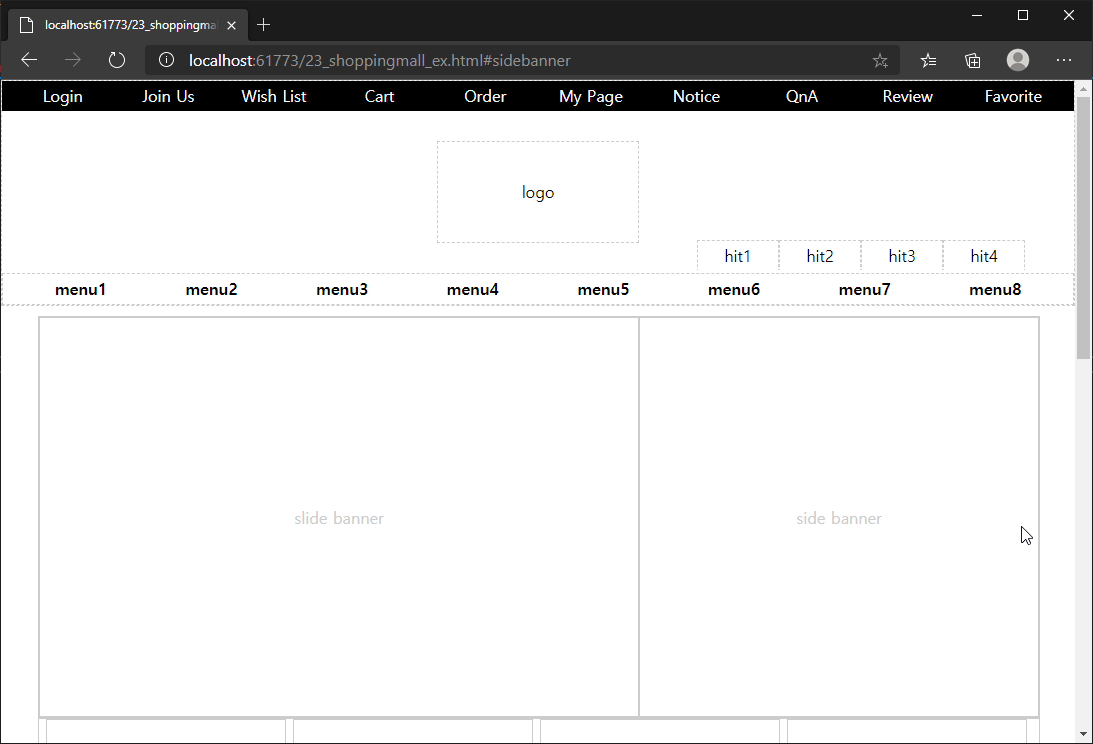 localhost:61773/23_shoppingma
localhost:61773/23_shoppingmall_ex.html#sidebanner
Login Join Us Wish List Cart Order My Page Notice QnA Review Favorite
logo
hit1 hit2 hit3 hit4
menu1 menu2 menu3 menu4 menu5 menu6 menu7 menu8
slide banner side banner